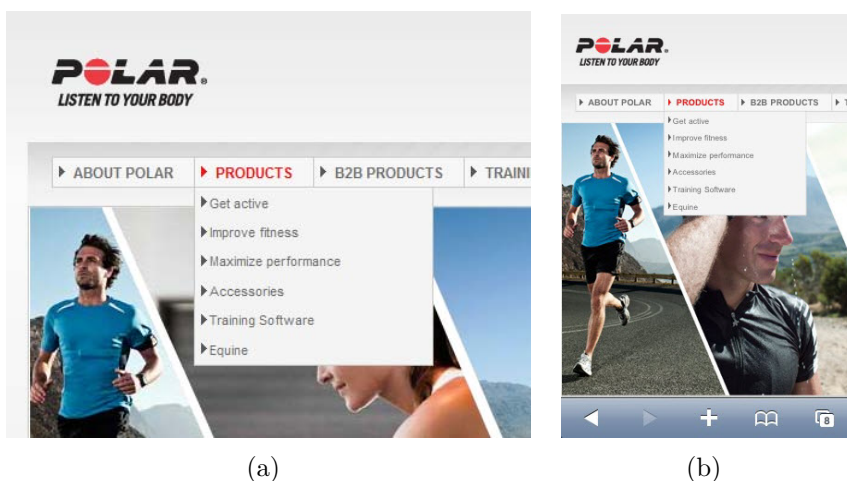 POLAR.
LISTEN TO YOUR BODY
ABOUT POLAR PRODUCTS B2B PRODUCTS TRAINI
Get active
Improve fitness
Maximize performance
Accessories
Training Software
Equine
(a)
POLAR.
LISTEN TO YOUR BODY
ABOUT POLAR PRODUCTS B2B PRODUCTS T
Get active
Improve fitness
Maximize performance
Accessories
Training Software
Equine
8
(b)